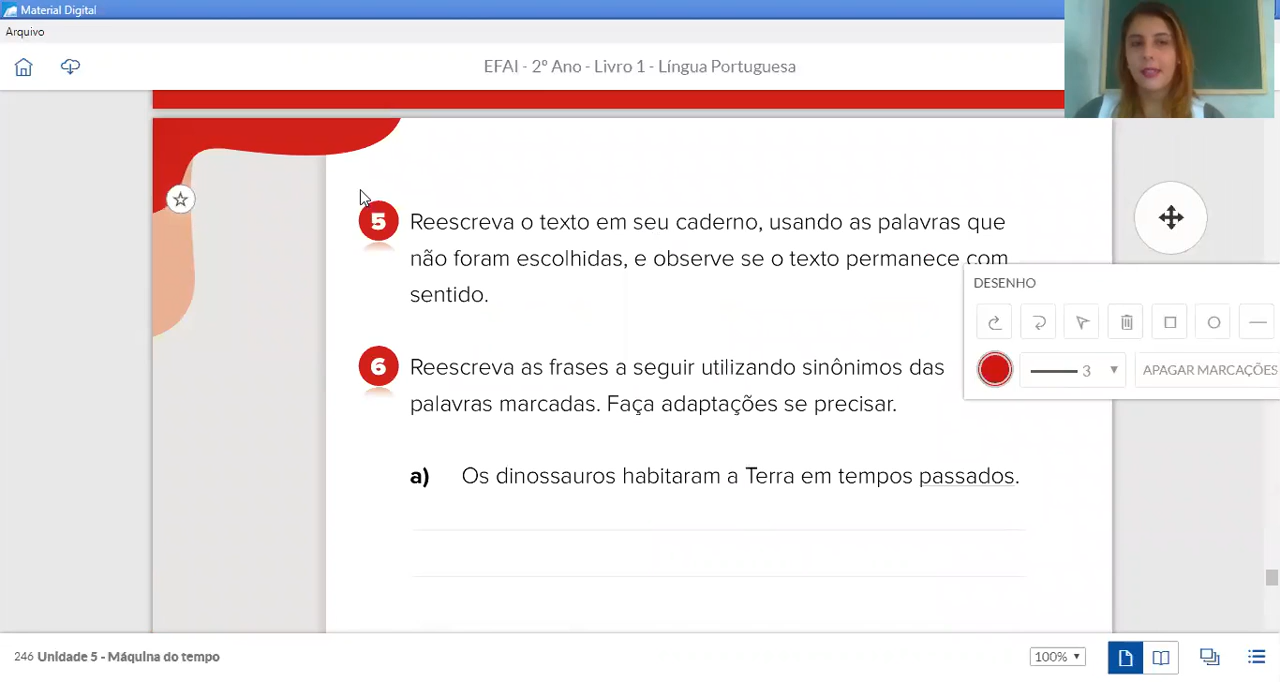 Material Digital
Arquivo
EFAI - 2º Ano - Livro 1 - Língua Portuguesa
5 Reescreva o texto em seu caderno, usando as palavras que
não foram escolhidas, e observe se o texto permanece com
sentido.
DESENHO
3
APAGAR MARCAÇÕES
6 Reescreva as frases a seguir utilizando sinônimos das
palavras marcadas. Faça adaptações se precisar.
a) Os dinossauros habitaram a Terra em tempos passados.
246 Unidade 5 - Máquina do tempo
100%